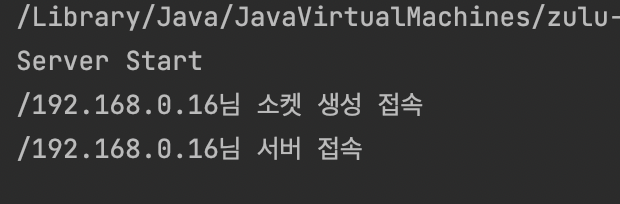 /Library/Java/JavaVirtualMachines/zulu-
Server Start
/192.168.0.16님 소켓 생성 접속
/192.168.0.16님 서버 접속